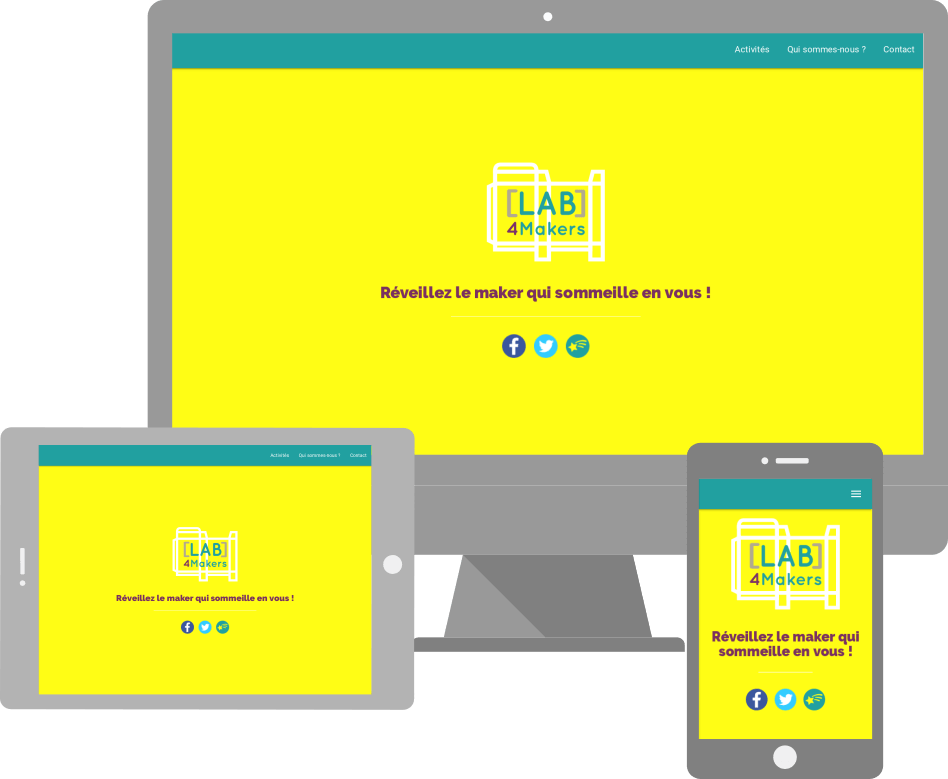 Activités Qui sommes-nous ? Contact
[LAB]
4Makers
Réveillez le maker qui sommeille en vous !
Activités Qui sommes-nous ? Contact
[LAB]
4Makers
Réveillez le maker qui sommeille en vous !
[LAB]
4Makers
Réveillez le maker qui
sommeille en vous !